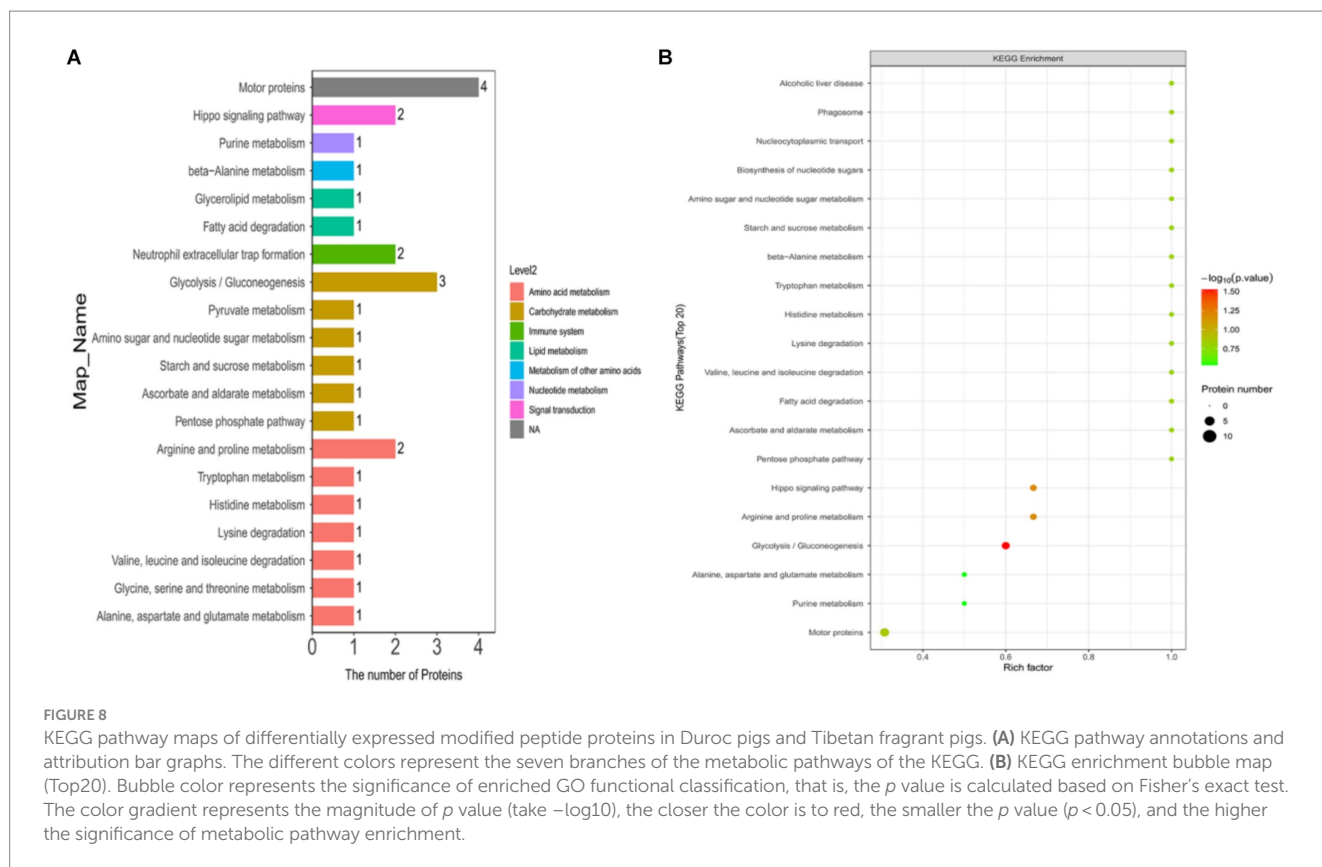 A
Map_Name
Motor proteins 4
Hippo signaling pathway 2
Purine metabolism 1
beta−Alanine metabolism 1
Glycerolipid metabolism 1
Fatty acid degradation 1
Neutrophil extracellular trap formation 2
Glycolysis / Gluconeogenesis 3
Pyruvate metabolism 1
Amino sugar and nucleotide sugar metabolism 1
Starch and sucrose metabolism 1
Ascorbate and aldarate metabolism 1
Pentose phosphate pathway 1
Arginine and proline metabolism 2
Tryptophan metabolism 1
Histidine metabolism 1
Lysine degradation 1
Valine, leucine and isoleucine degradation 1
Glycine, serine and threonine metabolism 1
Alanine, aspartate and glutamate metabolism 1
0 1 2 3 4
The number of Proteins
Level2
Amino acid metabolism
Carbohydrate metabolism
Immune system
Lipid metabolism
Metabolism of other amino acids
Nucleotide metabolism
Signal transduction
NA
B
KEGG Enrichment
KEGG Pathways(Top 20)
Alcoholic liver disease
Phagosome
Nucleocytoplasmic transport
Biosynthesis of nucleotide sugars
Amino sugar and nucleotide sugar metabolism
Starch and sucrose metabolism
beta−Alanine metabolism
Tryptophan metabolism
Histidine metabolism
Lysine degradation
Valine, leucine and isoleucine degradation
Fatty acid degradation
Ascorbate and aldarate metabolism
Pentose phosphate pathway
Hippo signaling pathway
Arginine and proline metabolism
Glycolysis / Gluconeogenesis
Alanine, aspartate and glutamate metabolism
Purine metabolism
Motor proteins
0.4 0.6 0.8 1.0
Rich factor
−log10(p.value)
1.50
1.25
1.00
0.75
Protein number
0
5
10
FIGURE 8
KEGG pathway maps of differentially expressed modified peptide proteins in Duroc pigs and Tibetan fragrant pigs. (A) KEGG pathway annotations and
attribution bar graphs. The different colors represent the seven branches of the metabolic pathways of the KEGG. (B) KEGG enrichment bubble map
(Top20). Bubble color represents the significance of enriched GO functional classification, that is, the p value is calculated based on Fisher's exact test.
The color gradient represents the magnitude of p value (take −log10), the closer the color is to red, the smaller the p value (p < 0.05), and the higher
the significance of metabolic pathway enrichment.